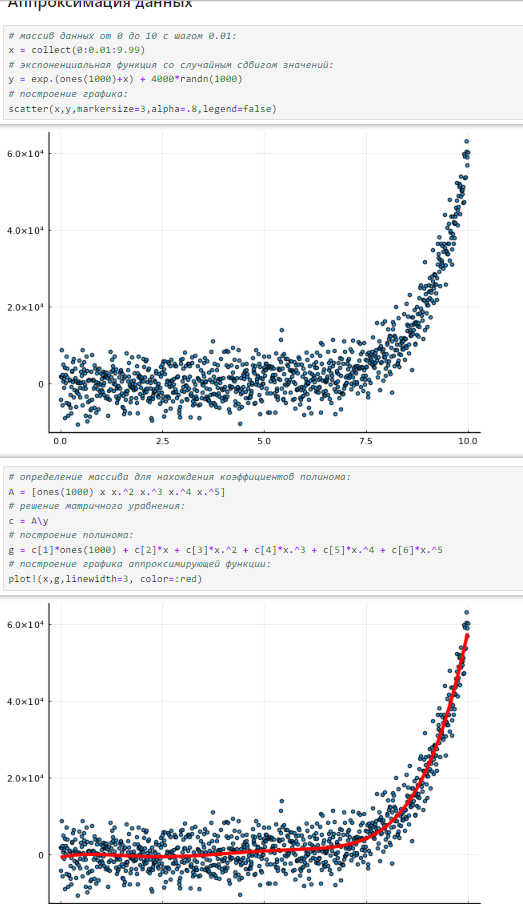 Аппроксимация данных
# массив данных от 0 до 10 с шагом 0.01:
x = collect(0:0.01:9.99)
# экспоненциальная функция со случайным сдвигом значений:
y = exp.(ones(1000)+x) + 4000*randn(1000)
# построение графика:
scatter(x,y,markersize=3,alpha=.8,legend=false)
6.0×10⁴
4.0×10⁴
2.0×10⁴
0
0.0 2.5 5.0 7.5 10.0
# определение массива для нахождения коэффициентов полинома:
A = [ones(1000) x x.^2 x.^3 x.^4 x.^5]
# решение матричного уравнения:
c = A\y
# построение полинома:
g = c[1]*ones(1000) + c[2]*x + c[3]*x.^2 + c[4]*x.^3 + c[5]*x.^4 + c[6]*x.^5
# построение графика аппроксимирующей функции:
plot!(x,g,linewidth=3, color=:red)
6.0×10⁴
4.0×10⁴
2.0×10⁴
0